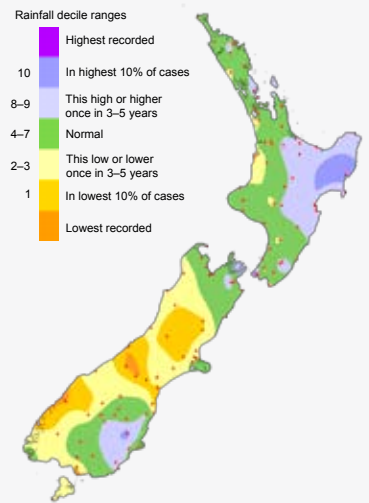 Rainfall decile ranges
Highest recorded
10 In highest 10% of cases
8–9 This high or higher
once in 3–5 years
4–7 Normal
2–3 This low or lower
once in 3–5 years
1 In lowest 10% of cases
Lowest recorded